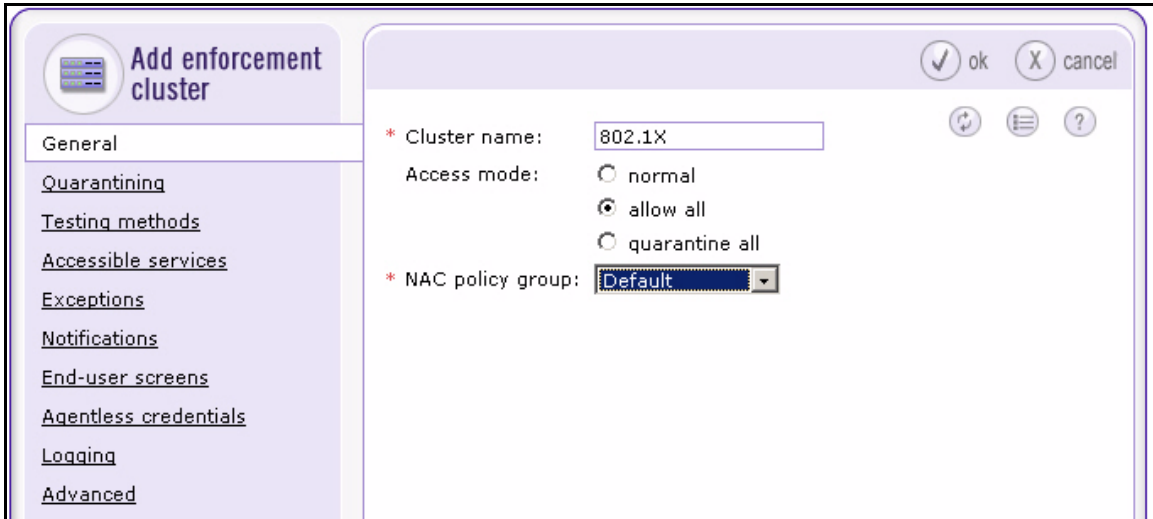 Add enforcement
cluster
General
Quarantining
Testing methods
Accessible services
Exceptions
Notifications
End-user screens
Agentless credentials
Logging
Advanced
ok
X cancel
?
* Cluster name: 802.1X
Access mode: normal
allow all
quarantine all
* NAC policy group: Default